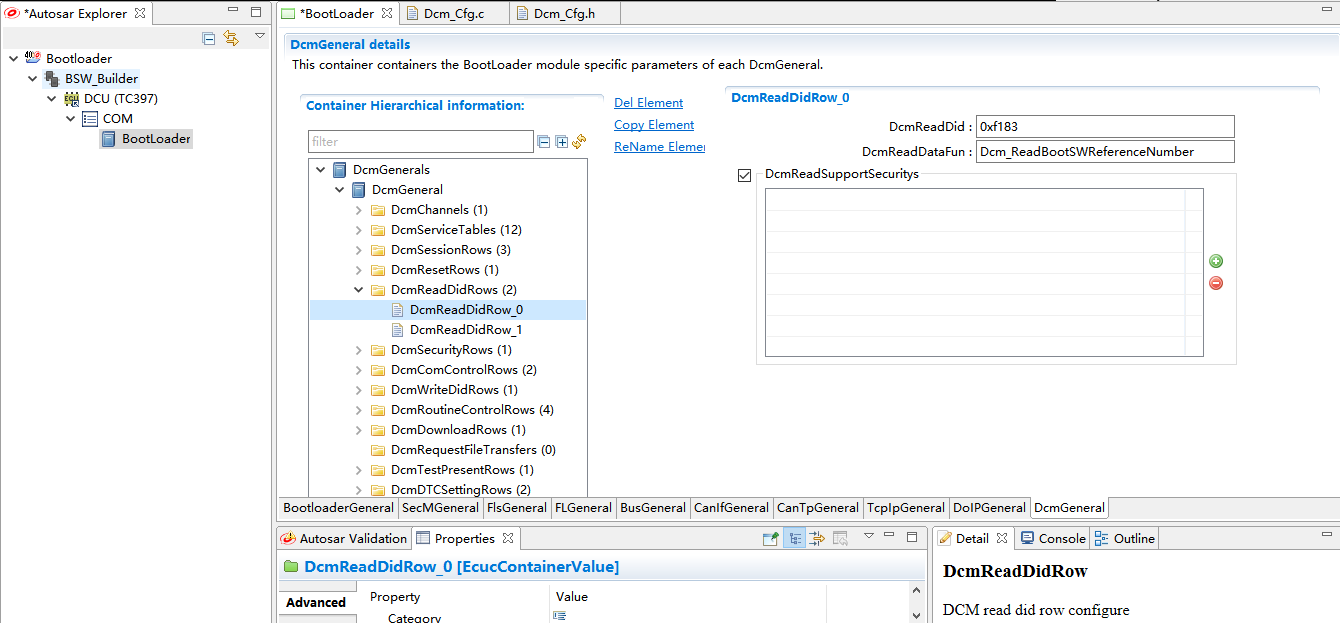 *Autosar Explorer
Bootloader
BSW_Builder
DCU (TC397)
COM
BootLoader
*BootLoader
Dcm_Cfg.c
Dcm_Cfg.h
DcmGeneral details
This container containers the BootLoader module specific parameters of each DcmGeneral.
Container Hierarchical information:
filter
DcmGenerals
DcmGeneral
DcmChannels (1)
DcmServiceTables (12)
DcmSessionRows (3)
DcmResetRows (1)
DcmReadDidRows (2)
DcmReadDidRow_0
DcmReadDidRow_1
DcmSecurityRows (1)
DcmComControlRows (2)
DcmWriteDidRows (1)
DcmRoutineControlRows (4)
DcmDownloadRows (1)
DcmRequestFileTransfers (0)
DcmTestPresentRows (1)
DcmDTCSettingRows (2)
Del Element
Copy Element
ReName Elemer
DcmReadDidRow_0
DcmReadDid : 0xf183
DcmReadDataFun : Dcm_ReadBootSWReferenceNumber
DcmReadSupportSecuritys
BootloaderGeneral SecMGeneral FlsGeneral FLGeneral BusGeneral CanIfGeneral CanTpGeneral TcpIpGeneral DoIPGeneral DcmGeneral
Autosar Validation
Properties
DcmReadDidRow_0 [EcucContainerValue]
Advanced
Property Value
Category
Detail
Console
Outline
DcmReadDidRow
DCM read did row configure